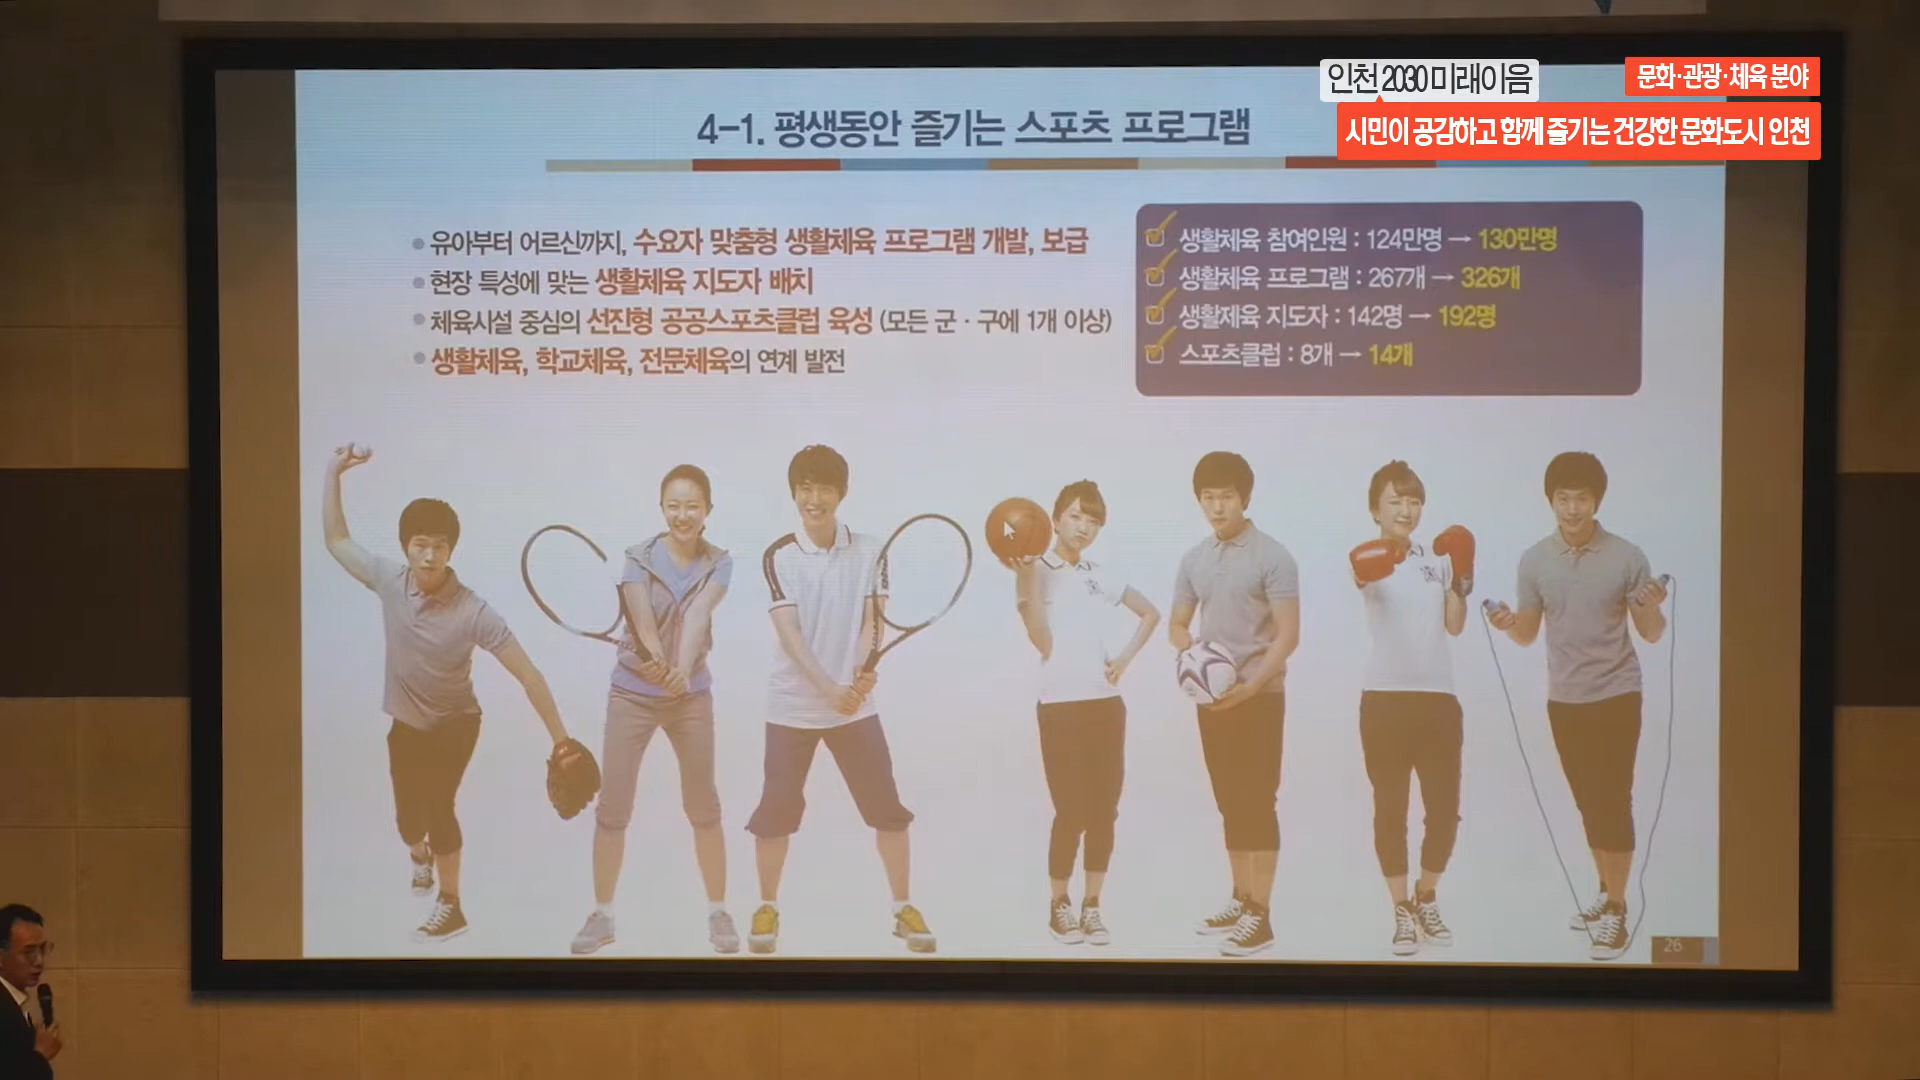 인천 2030 미래이음
문화·관광·체육 분야
시민이 공감하고 함께 즐기는 건강한 문화도시 인천
4-1. 평생동안 즐기는 스포츠 프로그램
유아부터 어르신까지, 수요자 맞춤형 생활체육 프로그램 개발, 보급
현장 특성에 맞는 생활체육 지도자 배치
체육시설 중심의 선진형 공공스포츠클럽 육성 (모든 군 · 구에 1개 이상)
생활체육, 학교체육, 전문체육의 연계 발전
생활체육 참여인원 : 124만명 → 130만명
생활체육 프로그램 : 267개 → 326개
생활체육 지도자 : 142명 → 192명
스포츠클럽 : 8개 → 14개
26